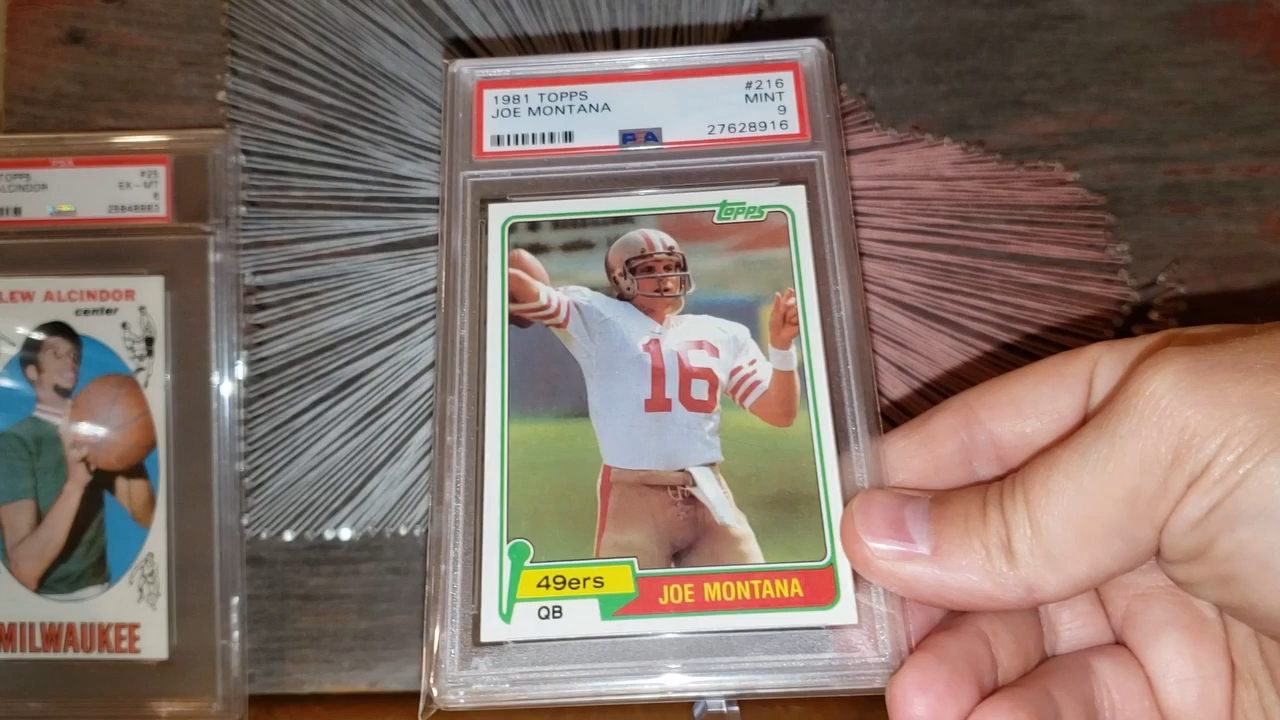 1981 TOPPS #216
JOE MONTANA MINT
9
PSA 27628916
TOPPS #25
ALCINDOR EX - MT
6
LEW ALCINDOR
center
MILWAUKEE
topps
16
49ers
QB
JOE MONTANA